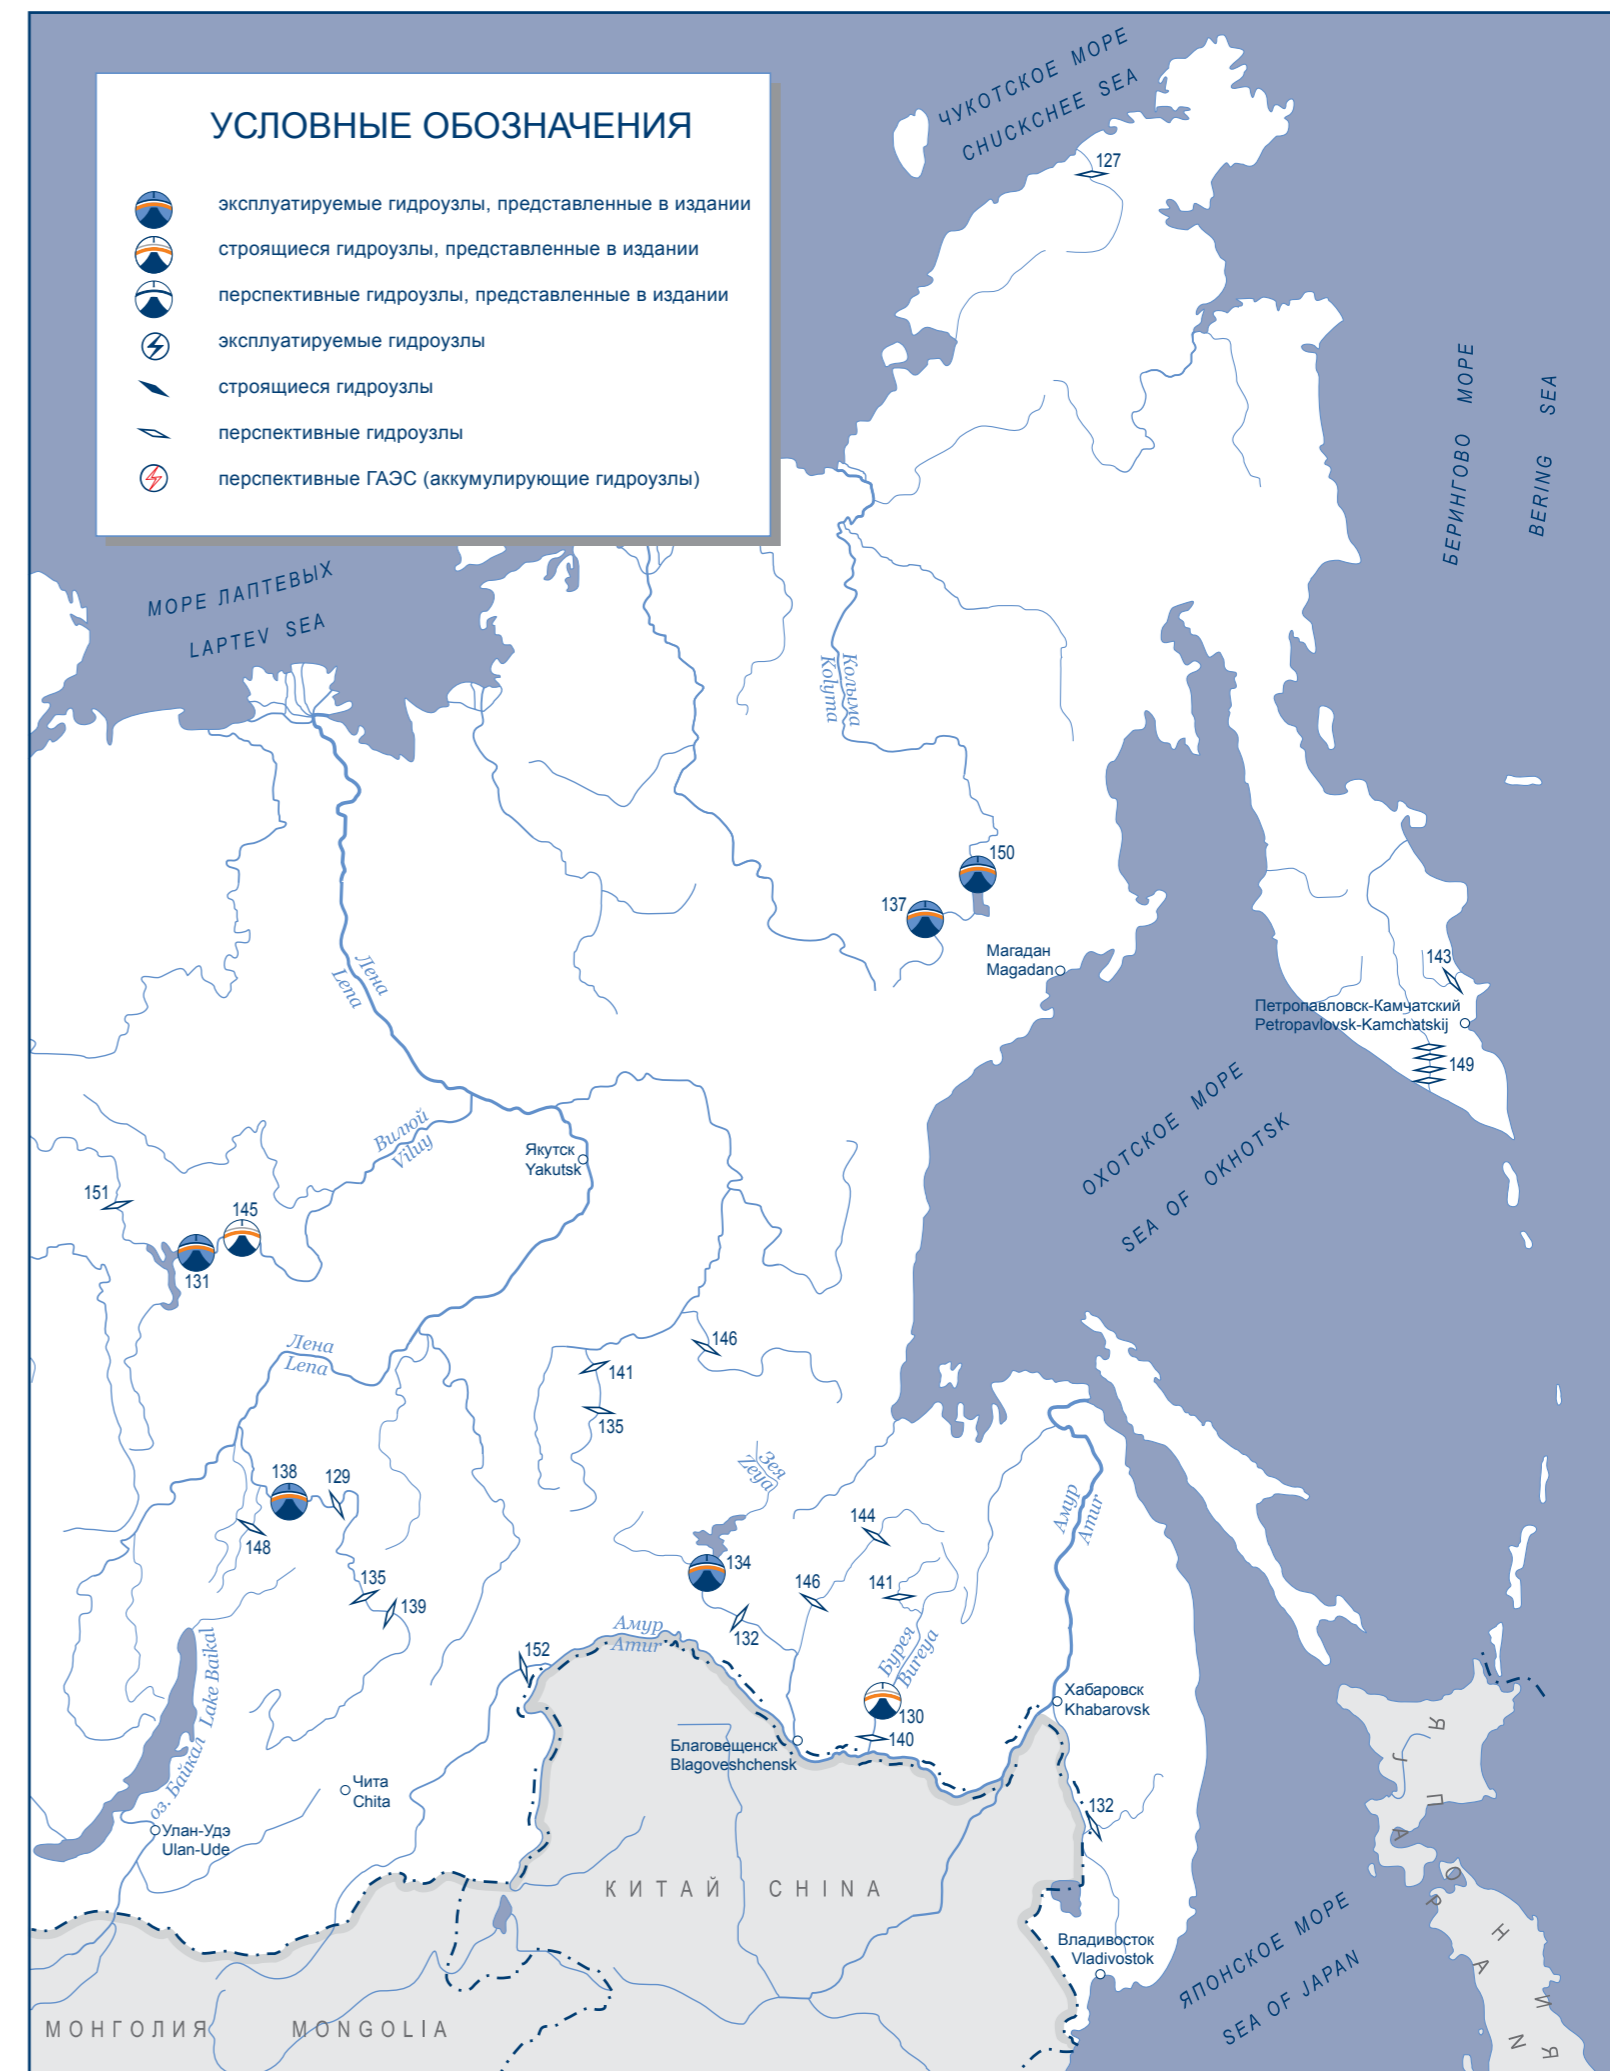 УСЛОВНЫЕ ОБОЗНАЧЕНИЯ
эксплуатируемые гидроузлы, представленные в издании
строящиеся гидроузлы, представленные в издании
перспективные гидроузлы, представленные в издании
эксплуатируемые гидроузлы
строящиеся гидроузлы
перспективные гидроузлы
перспективные ГАЭС (аккумулирующие гидроузлы)
ЧУКОТСКОЕ МОРЕ
CHUCKCHEE SEA
127
БЕРИНГОВО МОРЕ
BERING SEA
МОРЕ ЛАПТЕВЫХ
LAPTEV SEA
Колыма
Kolyma
150
137
Магадан
Magadan
143
Петропавловск-Камчатский
Petropavlovsk-Kamchatskij
149
Лена
Lena
ОХОТСКОЕ МОРЕ
SEA OF OKHOTSK
Вилюй
Viluy
Якутск
Yakutsk
151
145
131
Лена
Lena
146
141
135
Зея
Zeya
138
129
148
144
134
146
141
135
139
132
Амур
Amur
Амур
Amur
152
Бурея
Bureya
130
140
Хабаровск
Khabarovsk
Благовещенск
Blagoveshchensk
оз. Байкал Lake Baikal
Чита
Chita
Улан-Удэ
Ulan-Ude
132
КИТАЙ CHINA
Владивосток
Vladivostok
ЯПОНСКОЕ МОРЕ
SEA OF JAPAN
ЯПОНИЯ
JAPAN
МОНГОЛИЯ MONGOLIA